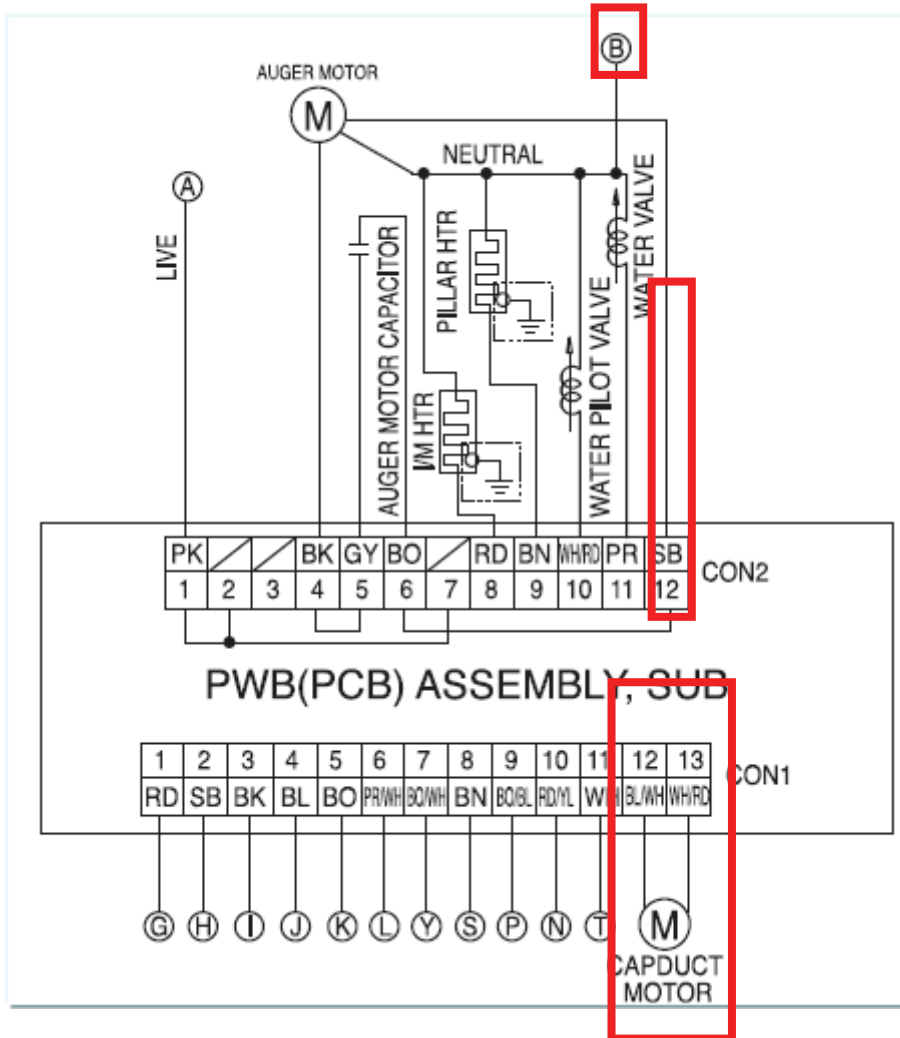 B
AUGER MOTOR
M
NEUTRAL
A
LIVE
AUGER MOTOR CAPACITOR
PILLAR HTR
I/M HTR
WATER PILOT VALVE
WATER VALVE
PK BK GY BO RD BN WH/RD PR SB
1 2 3 4 5 6 7 8 9 10 11 12
CON2
PWB(PCB) ASSEMBLY, SUB
1 2 3 4 5 6 7 8 9 10 11 12 13
CON1
RD SB BK BL BO PR/WH BO/WH BN BO/BL RD/YL WH BL/WH WH/RD
G H I J K L Y S P N T M
CAPDUCT
MOTOR